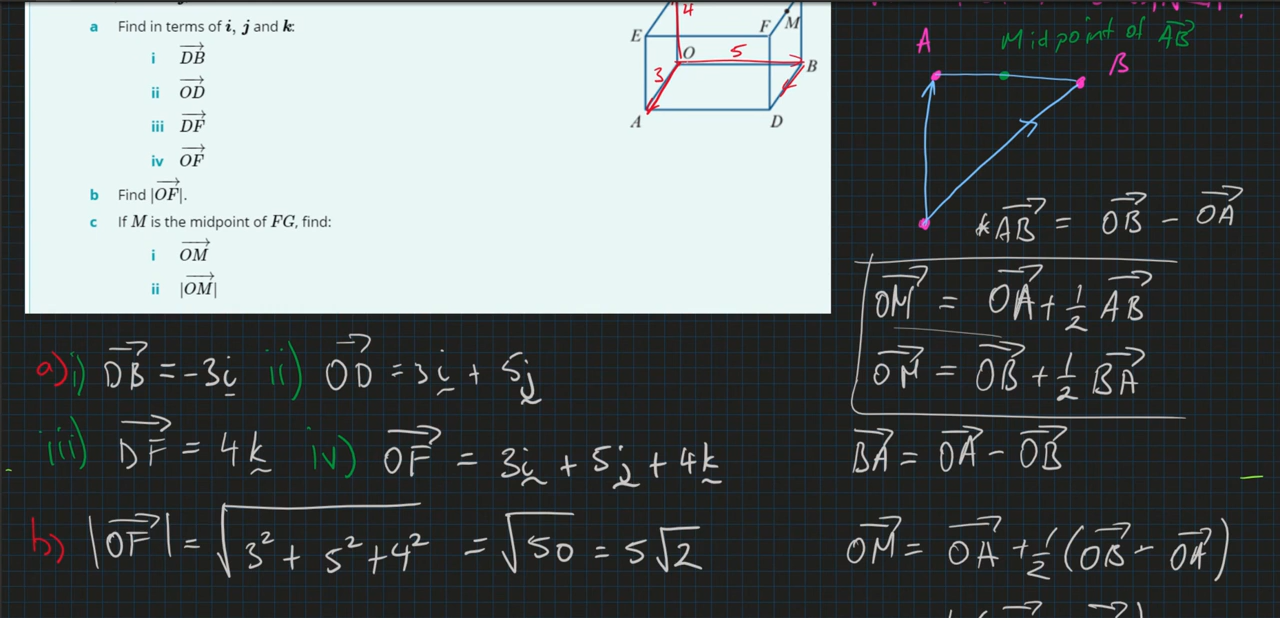 a Find in terms of i, j and k:
i DB
ii OD
iii DF
iv OF
b Find |OF|.
c If M is the midpoint of FG, find:
i OM
ii |OM|
4
E F M
O 5 B
3
A D
Midpoint of AB
A B
AB = OB - OA
OM = OA + 1/2 AB
OM = OB + 1/2 BA
BA = OA - OB
OM = OA + 1/2 (OB - OA)
a) i) DB = -3i ii) OD = 3i + 5j
iii) DF = 4k iv) OF = 3i + 5j + 4k
b) |OF| = √3² + 5² + 4² = √50 = 5√2